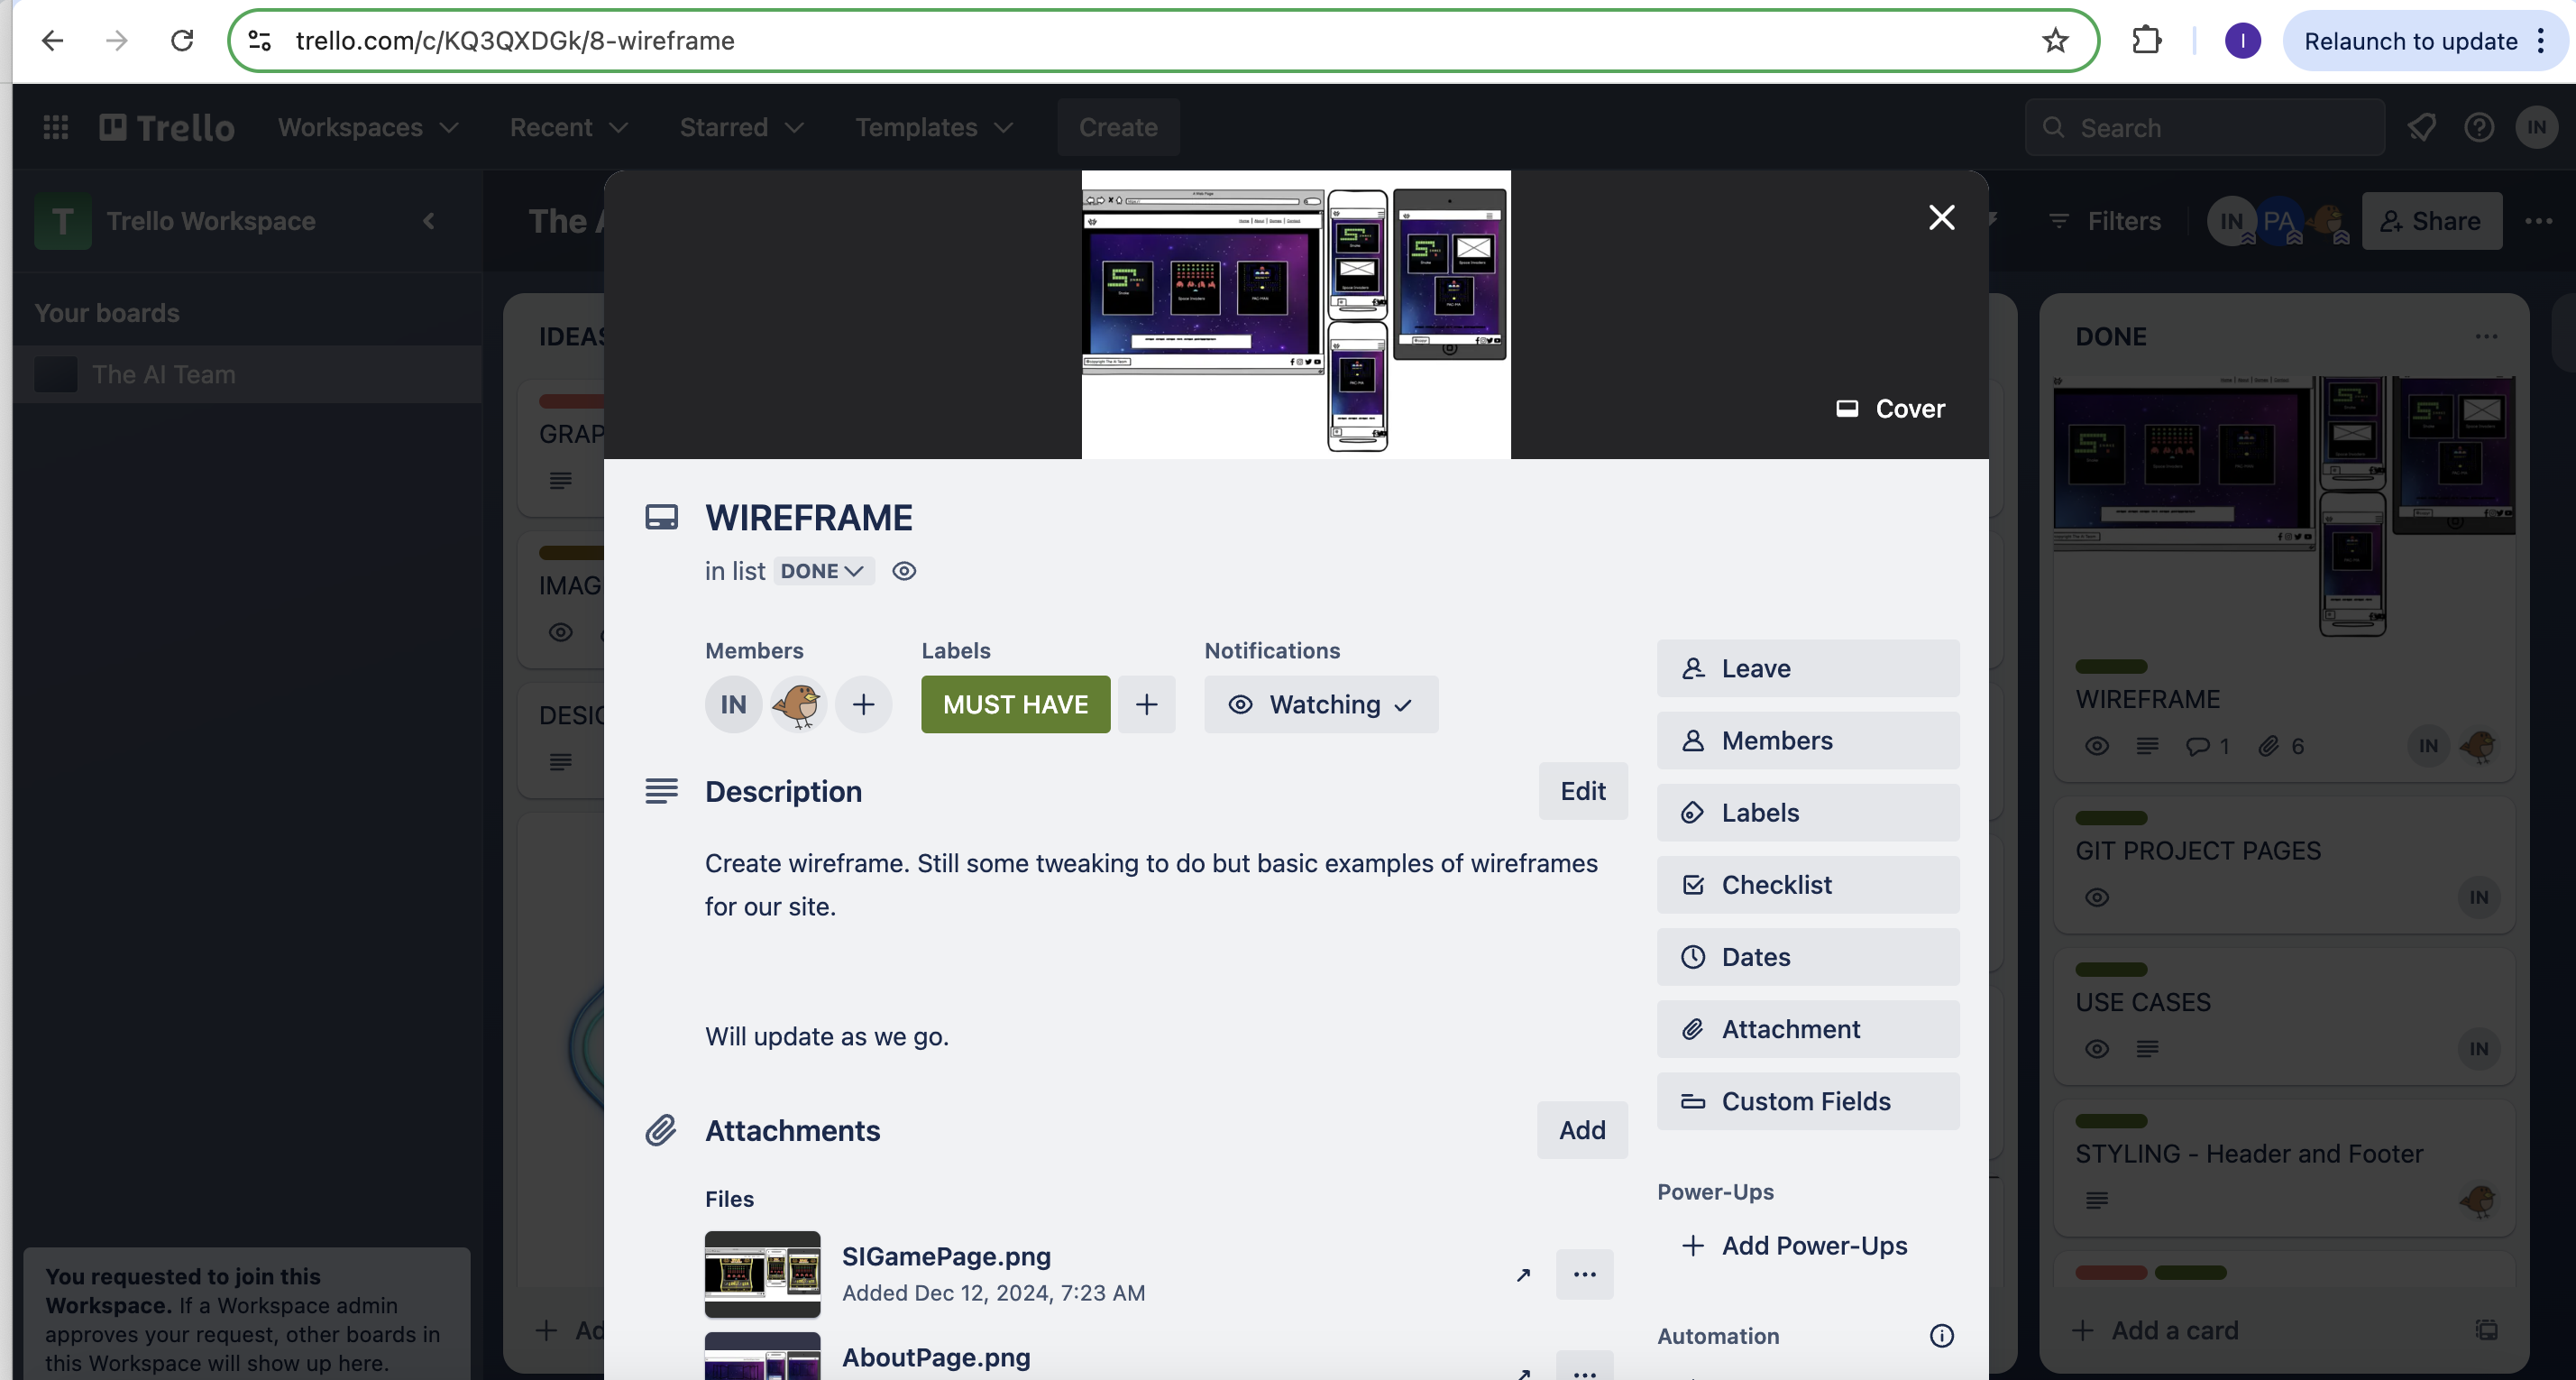 trello.com/c/KQ3QXDGk/8-wireframe
I
Relaunch to update
Trello
Workspaces
Recent
Starred
Templates
Create
Search
IN
T
Trello Workspace
The A
Filters
IN
PA
Share
Your boards
The AI Team
IDEAS
GRAP
IMAG
DESIG
Ad
You requested to join this
Workspace. If a Workspace admin
approves your request, other boards in
this Workspace will show up here.
Cover
WIREFRAME
in list DONE
Members
Labels
Notifications
IN
MUST HAVE
Watching
Description
Edit
Create wireframe. Still some tweaking to do but basic examples of wireframes
for our site.
Will update as we go.
Attachments
Add
Files
SIGamePage.png
Added Dec 12, 2024, 7:23 AM
AboutPage.png
Leave
Members
Labels
Checklist
Dates
Attachment
Custom Fields
Power-Ups
Add Power-Ups
Automation
DONE
WIREFRAME
1
6
IN
GIT PROJECT PAGES
IN
USE CASES
IN
STYLING - Header and Footer
Add a card